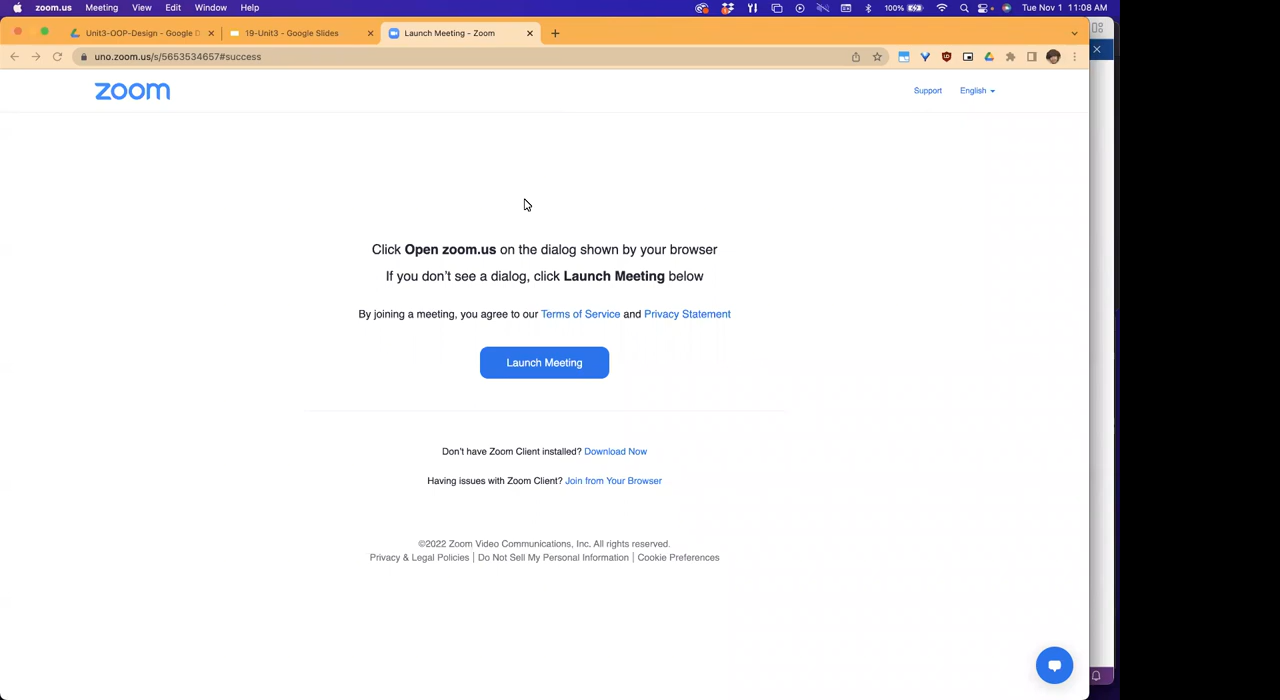 zoom.us Meeting View Edit Window Help 100% Tue Nov 1 11:08 AM
Unit3-OOP-Design - Google D 19-Unit3 - Google Slides Launch Meeting - Zoom
uno.zoom.us/s/5653534657#success
zoom Support English
Click Open zoom.us on the dialog shown by your browser
If you don't see a dialog, click Launch Meeting below
By joining a meeting, you agree to our Terms of Service and Privacy Statement
Launch Meeting
Don't have Zoom Client installed? Download Now
Having issues with Zoom Client? Join from Your Browser
©2022 Zoom Video Communications, Inc. All rights reserved.
Privacy & Legal Policies | Do Not Sell My Personal Information | Cookie Preferences